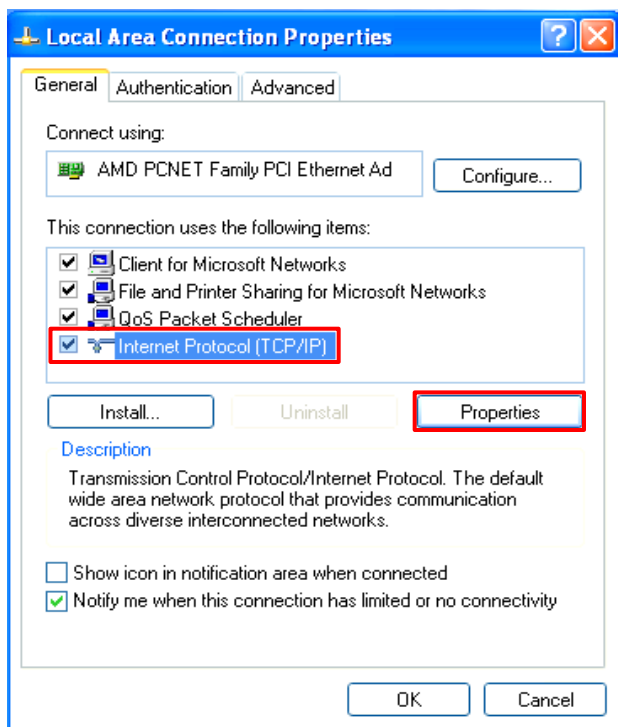 Local Area Connection Properties
General Authentication Advanced
Connect using:
AMD PCNET Family PCI Ethernet Ad
Configure...
This connection uses the following items:
Client for Microsoft Networks
File and Printer Sharing for Microsoft Networks
QoS Packet Scheduler
Internet Protocol (TCP/IP)
Install... Uninstall Properties
Description
Transmission Control Protocol/Internet Protocol. The default
wide area network protocol that provides communication
across diverse interconnected networks.
Show icon in notification area when connected
Notify me when this connection has limited or no connectivity
OK Cancel